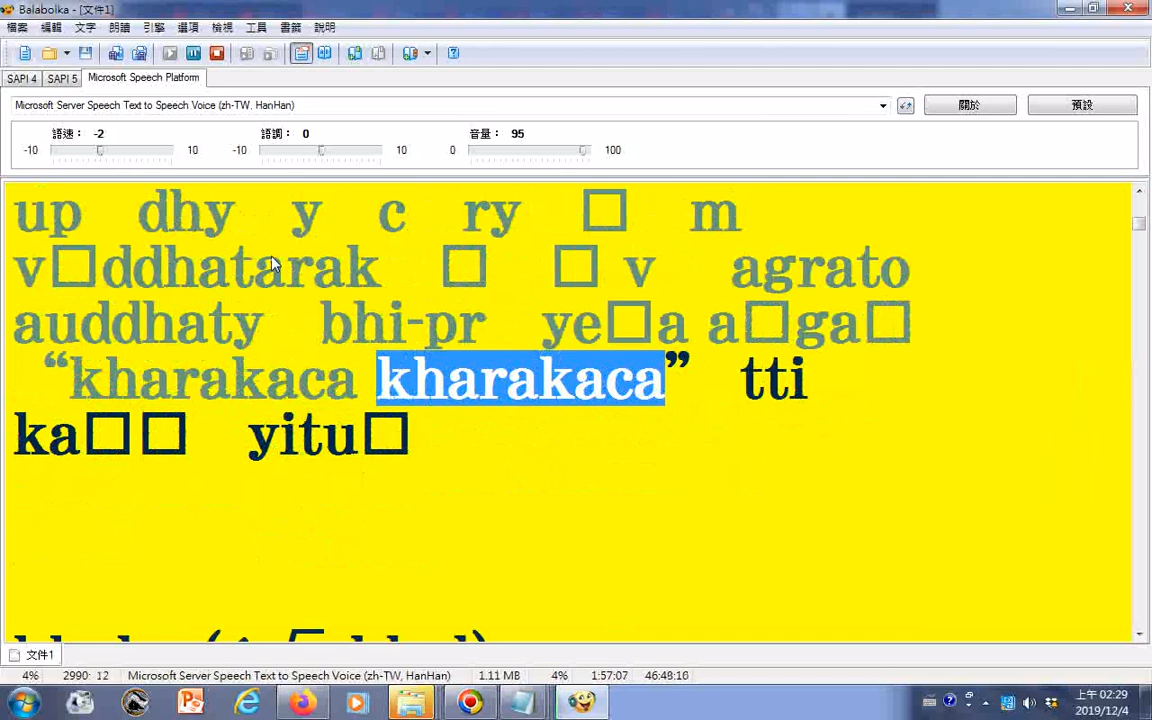 Balabolka - [文件1]
檔案 編輯 文字 朗讀 引擎 選項 檢視 工具 書籤 說明
SAPI 4 SAPI 5 Microsoft Speech Platform
Microsoft Server Speech Text to Speech Voice (zh-TW, HanHan) 關於 預設
語速： -2 語調： 0 音量： 95
-10 10 -10 10 0 100
up dhy y c ry □ m
v□ddhatarak □ □ v agrato
auddhaty bhi-pr ye□a a□ga□
“kharakaca kharakaca” tti
ka□□ yitu□
文件1
4% 2990: 12 Microsoft Server Speech Text to Speech Voice (zh-TW, HanHan) 1.11 MB 4% 1:57:07 46:48:10
上午 02:29
2019/12/4